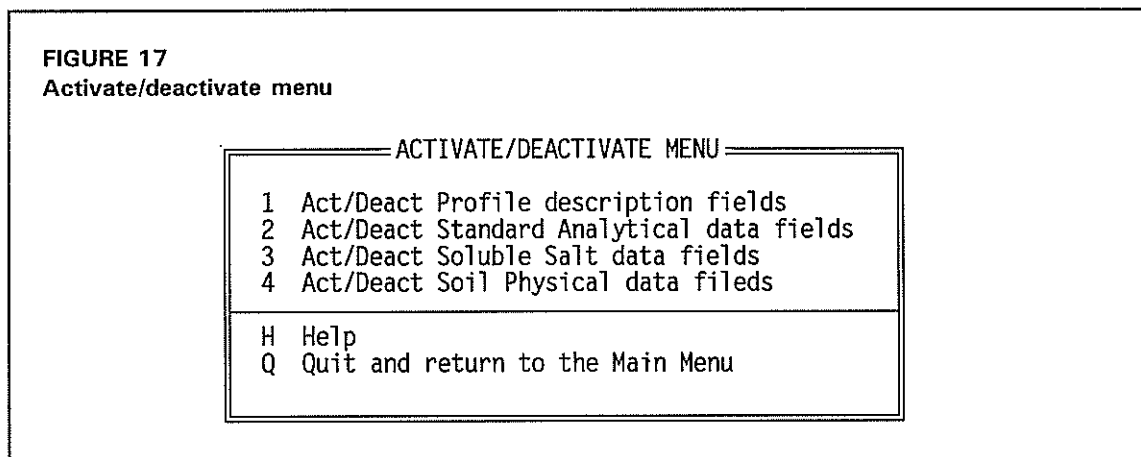 FIGURE 17
Activate/deactivate menu
ACTIVATE/DEACTIVATE MENU
1 Act/Deact Profile description fields
2 Act/Deact Standard Analytical data fields
3 Act/Deact Soluble Salt data fields
4 Act/Deact Soil Physical data fileds
H Help
Q Quit and return to the Main Menu